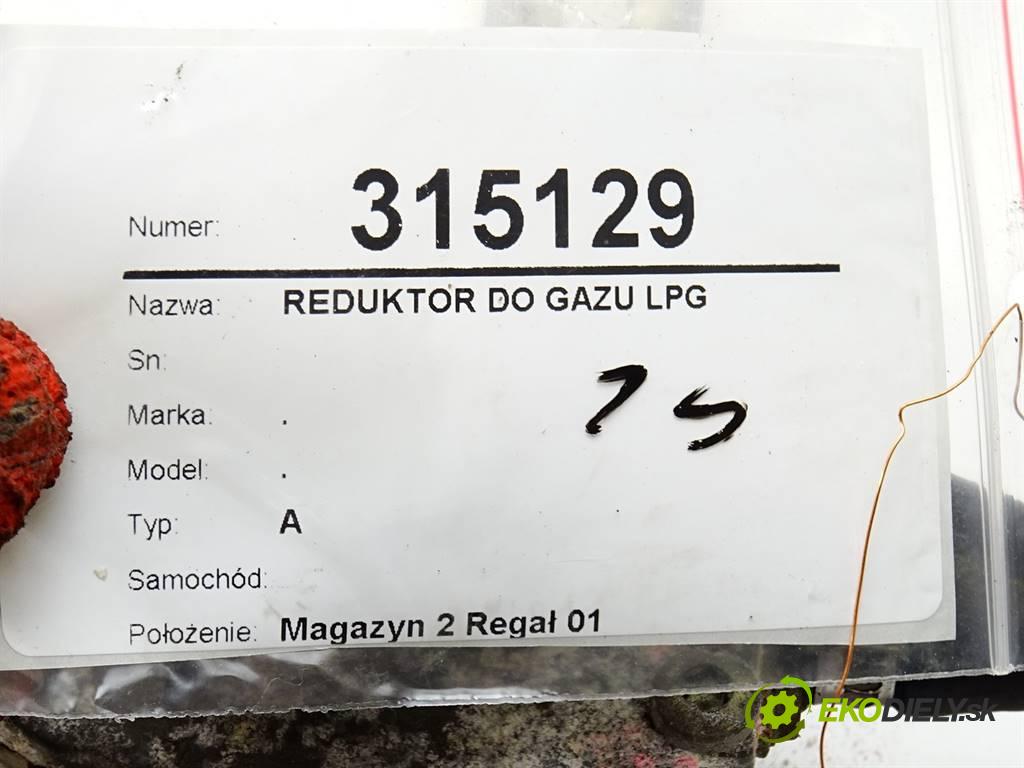 Numer: 315129
Nazwa: REDUKTOR DO GAZU LPG
Sn:
Marka: .
Model: .
Typ: A
Samochód:
Położenie: Magazyn 2 Regał 01
EKODIELY.sk